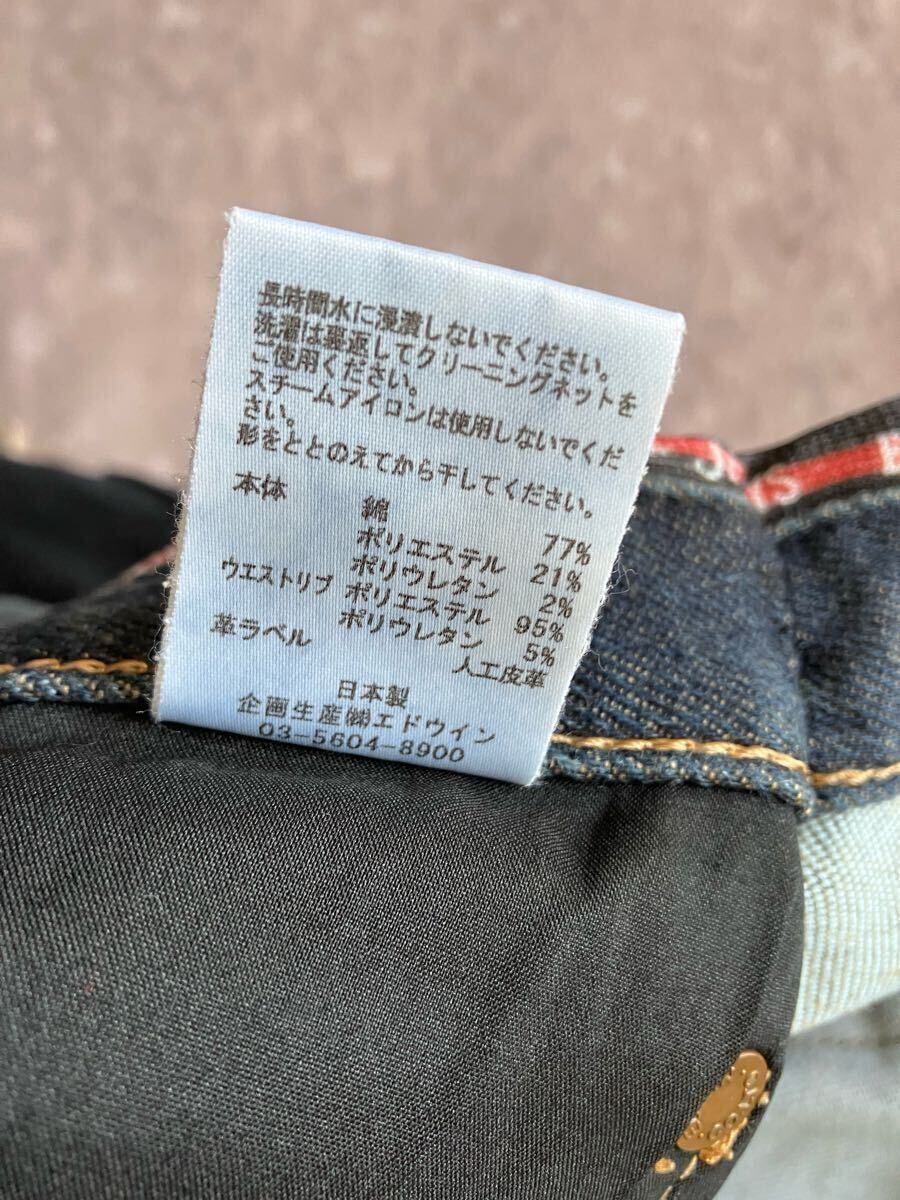 長時間水に浸漬しないでください。
洗濯は裏返してクリーニングネットを
ご使用ください。
スチームアイロンは使用しないでくだ
さい。
形をととのえてから干してください。
本体 綿 77%
ポリエステル 21%
ポリウレタン 2%
ウエストリブ ポリエステル 95%
ポリウレタン 5%
革ラベル 人工皮革
日本製
企画生産㈱エドウイン
03-5604-8900